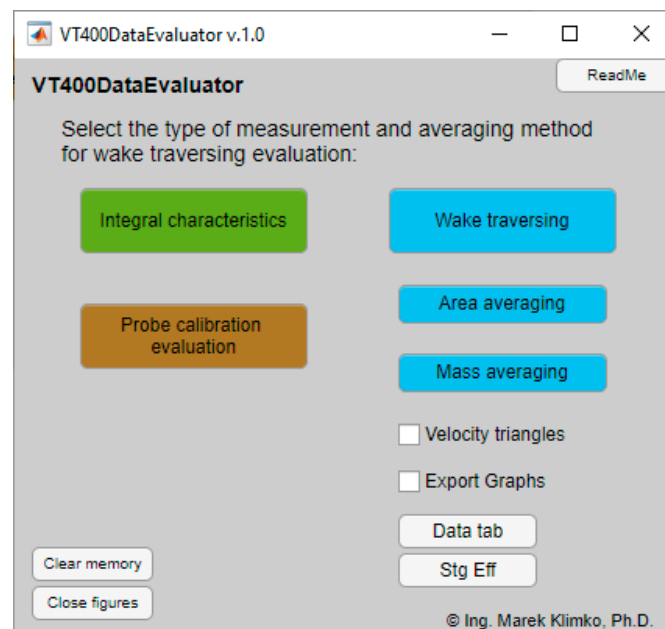 VT400DataEvaluator v.1.0
ReadMe
VT400DataEvaluator
Select the type of measurement and averaging method
for wake traversing evaluation:
Integral characteristics
Wake traversing
Probe calibration
evaluation
Area averaging
Mass averaging
Velocity triangles
Export Graphs
Data tab
Stg Eff
Clear memory
Close figures
© Ing. Marek Klimko, Ph.D.